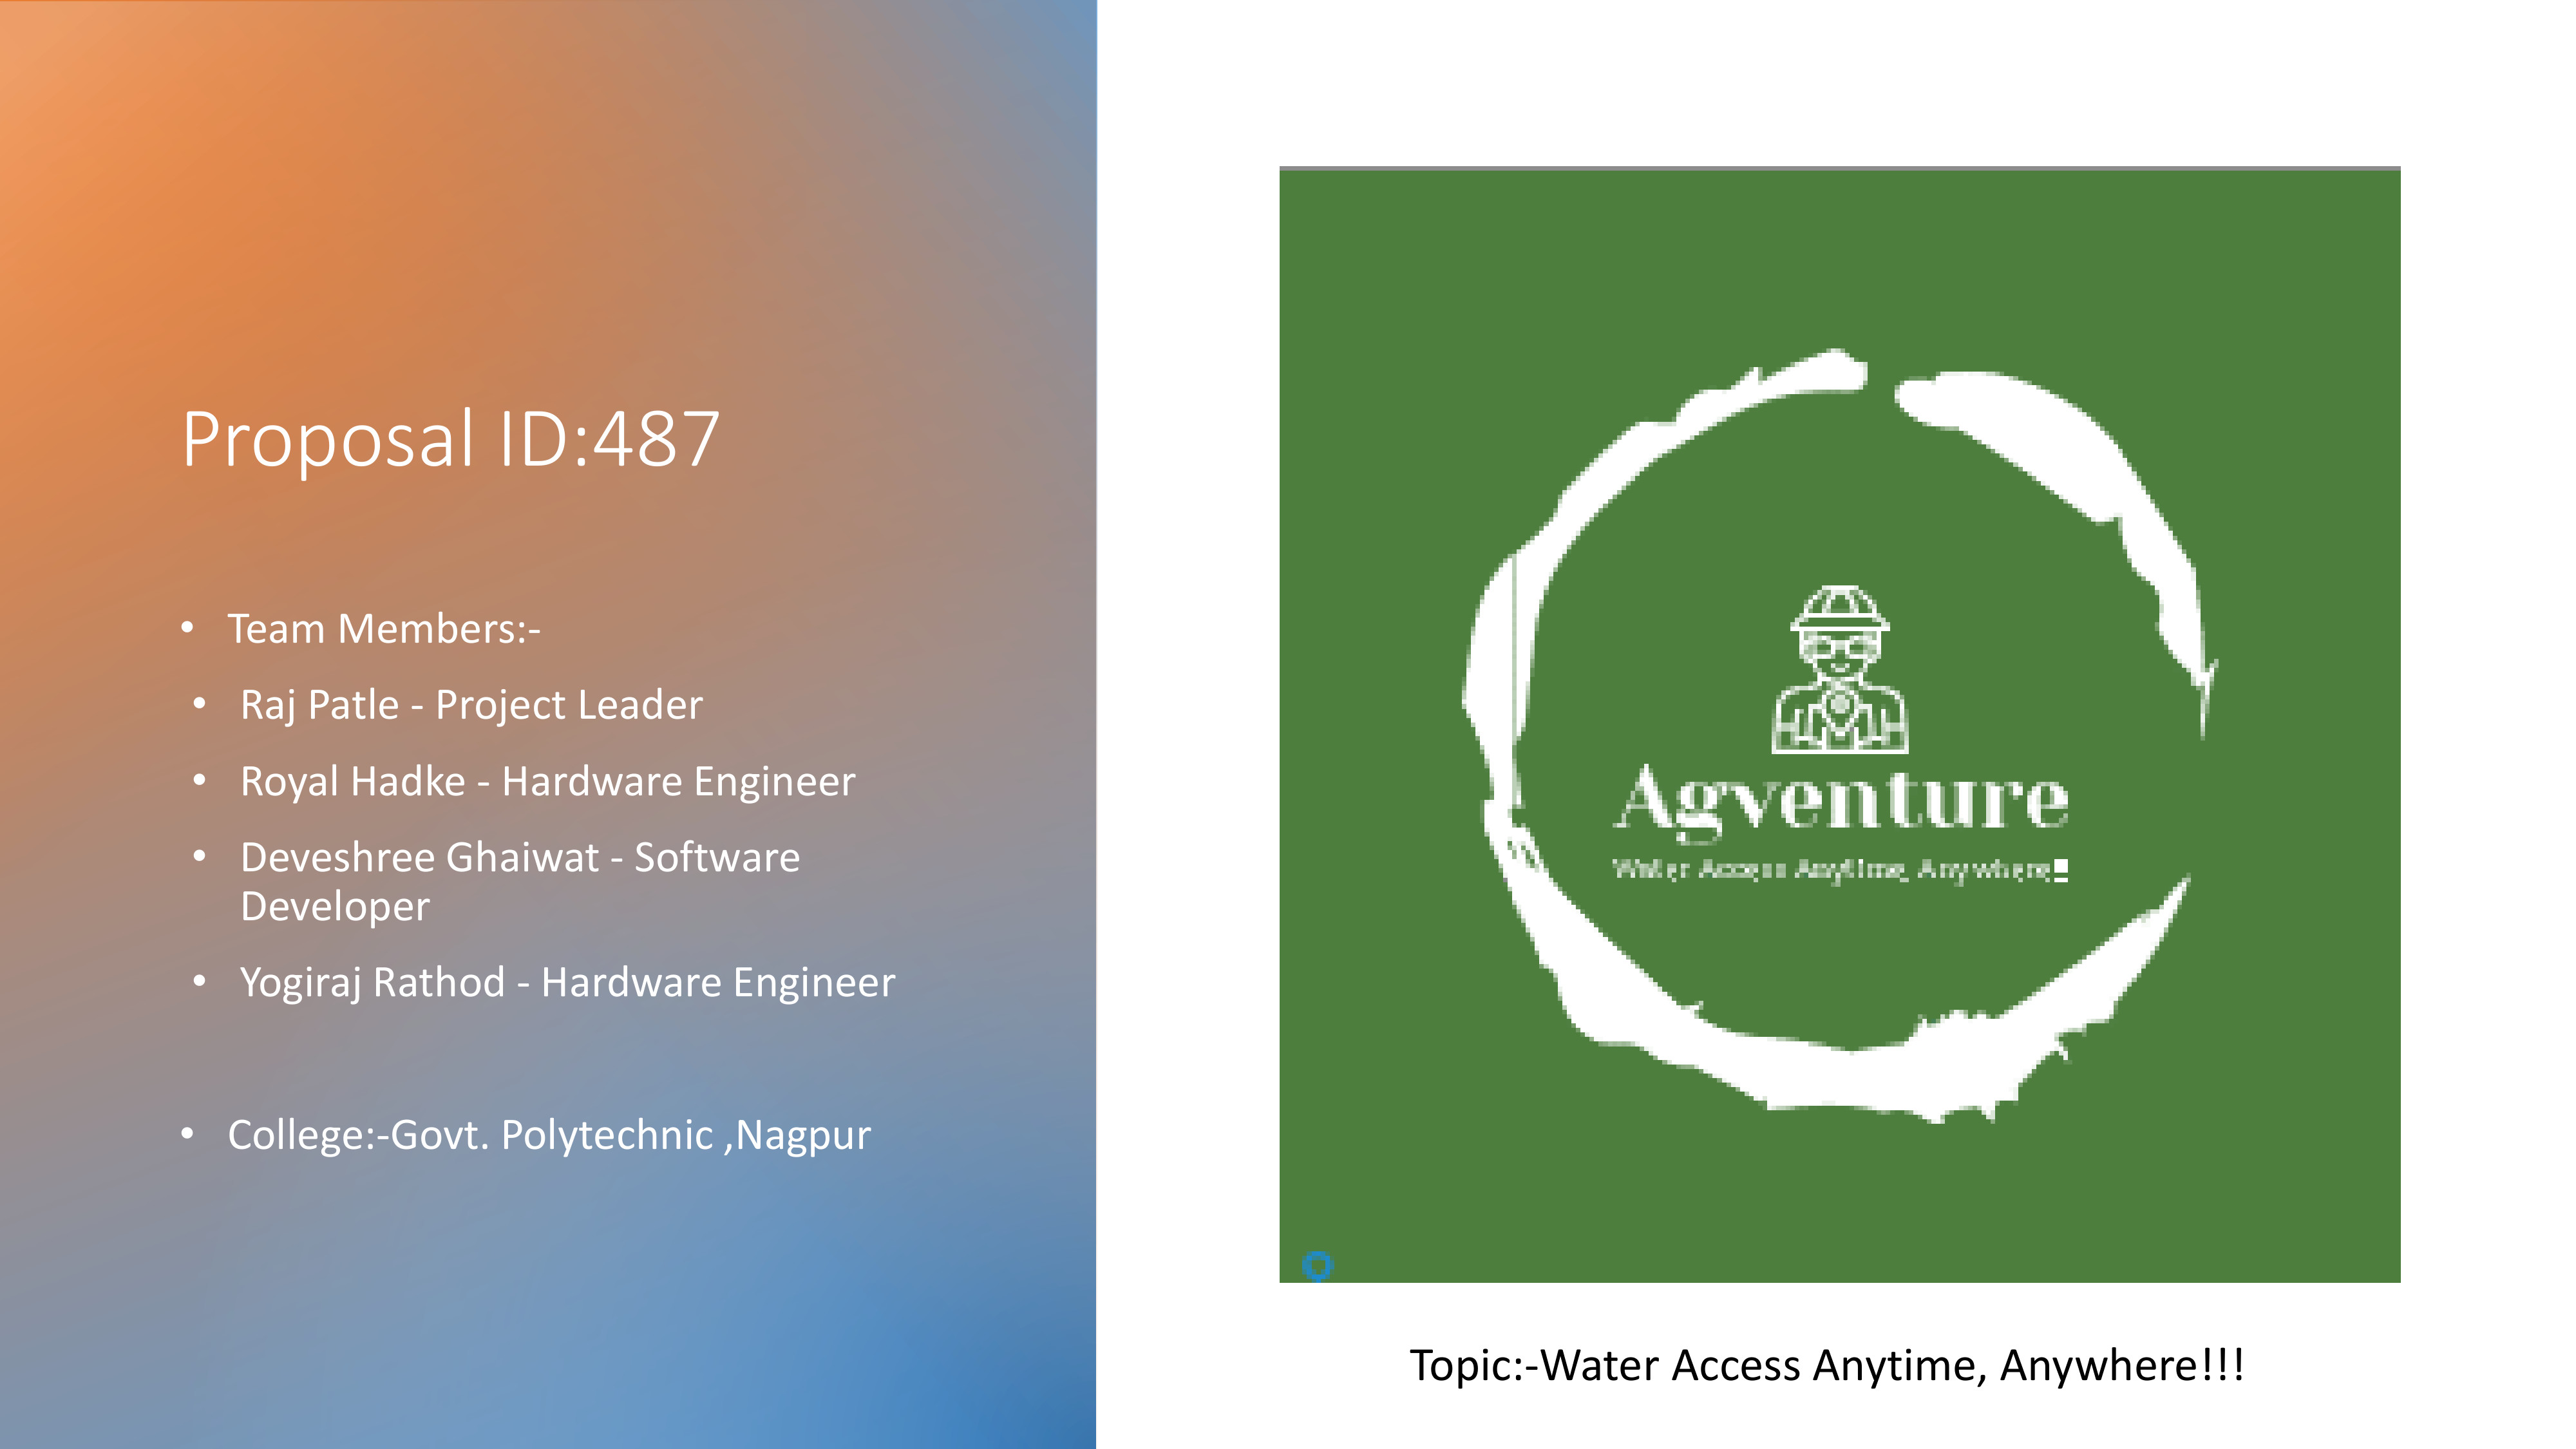 Proposal ID:487
• Team Members:-
• Raj Patle - Project Leader
• Royal Hadke - Hardware Engineer
• Deveshree Ghaiwat - Software
Developer
• Yogiraj Rathod - Hardware Engineer
• College:-Govt. Polytechnic ,Nagpur
Agventure
Water Access Anytime, Anywhere!
Topic:-Water Access Anytime, Anywhere!!!